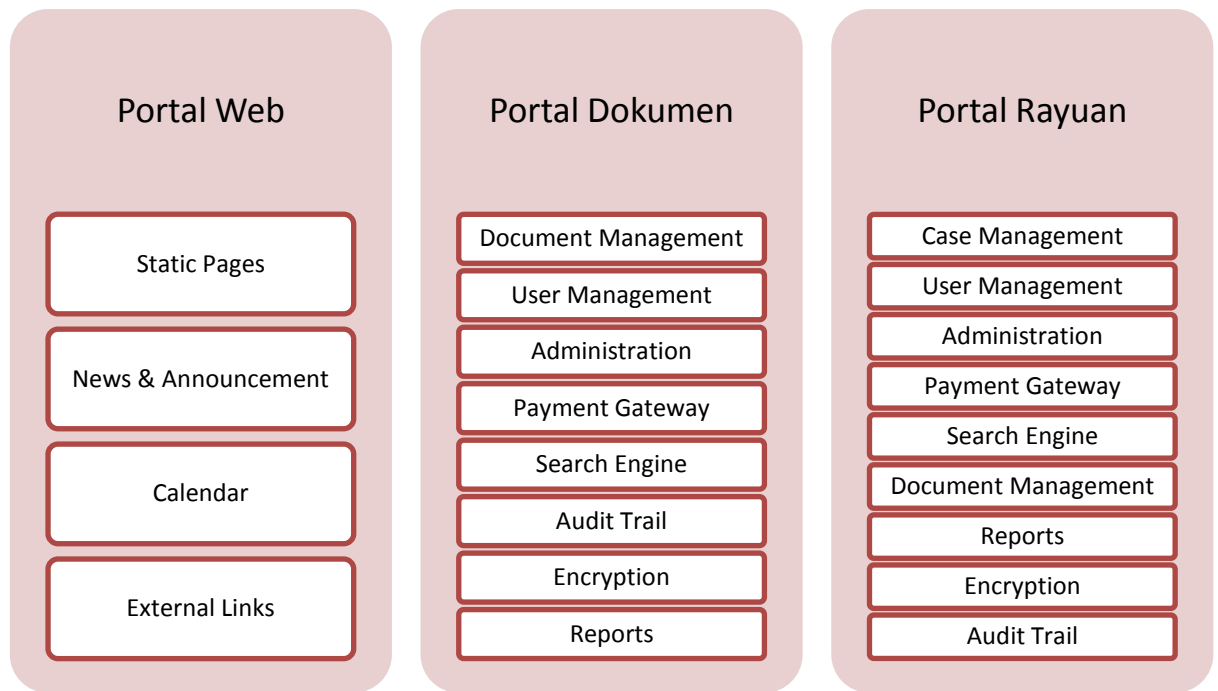 Portal Web
Static Pages
News & Announcement
Calendar
External Links
Portal Dokumen
Document Management
User Management
Administration
Payment Gateway
Search Engine
Audit Trail
Encryption
Reports
Portal Rayuan
Case Management
User Management
Administration
Payment Gateway
Search Engine
Document Management
Reports
Encryption
Audit Trail